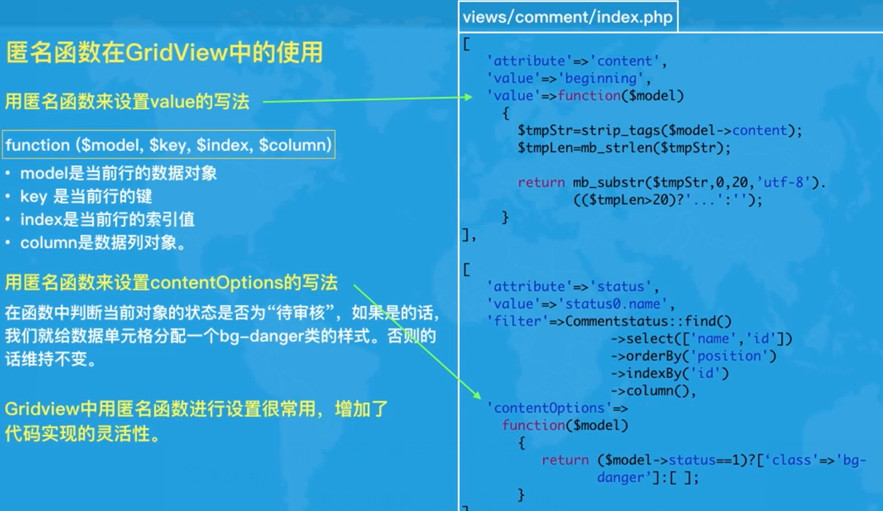 匿名函数在GridView中的使用
用匿名函数来设置value的写法
function ($model, $key, $index, $column)
• model是当前行的数据对象
• key 是当前行的键
• index是当前行的索引值
• column是数据列对象。
用匿名函数来设置contentOptions的写法
在函数中判断当前对象的状态是否为“待审核”，如果是的话，
我们就给数据单元格分配一个bg-danger类的样式。否则的
话维持不变。
Gridview中用匿名函数进行设置很常用，增加了
代码实现的灵活性。
views/comment/index.php
[
'attribute'=>'content',
'value'=>'beginning',
'value'=>function($model)
{
$tmpStr=strip_tags($model->content);
$tmpLen=mb_strlen($tmpStr);
return mb_substr($tmpStr,0,20,'utf-8').
(($tmpLen>20)?'...':'');
}
],
[
'attribute'=>'status',
'value'=>'status0.name',
'filter'=>Commentstatus::find()
->select(['name','id'])
->orderBy('position')
->indexBy('id')
->column(),
'contentOptions'=>
function($model)
{
return ($model->status==1)?[‘class'=>'bg-
danger’]:[ ];
}